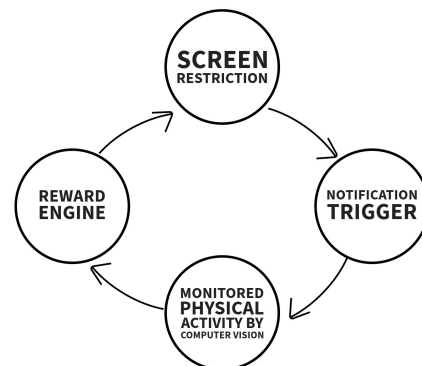 SCREEN
RESTRICTION
NOTIFICATION
TRIGGER
MONITORED
PHYSICAL
ACTIVITY BY
COMPUTER VISION
REWARD
ENGINE